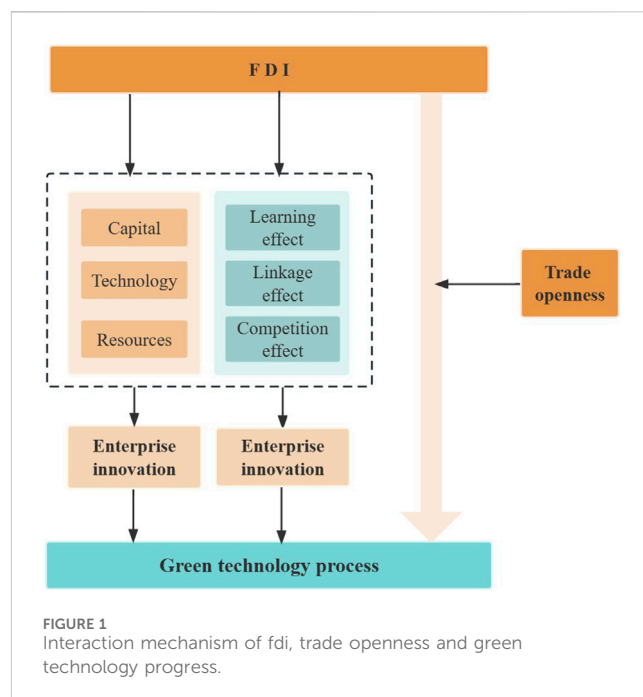 F D I
Capital
Technology
Resources
Learning
effect
Linkage
effect
Competition
effect
Trade
openness
Enterprise
innovation
Enterprise
innovation
Green technology process
FIGURE 1
Interaction mechanism of fdi, trade openness and green
technology progress.